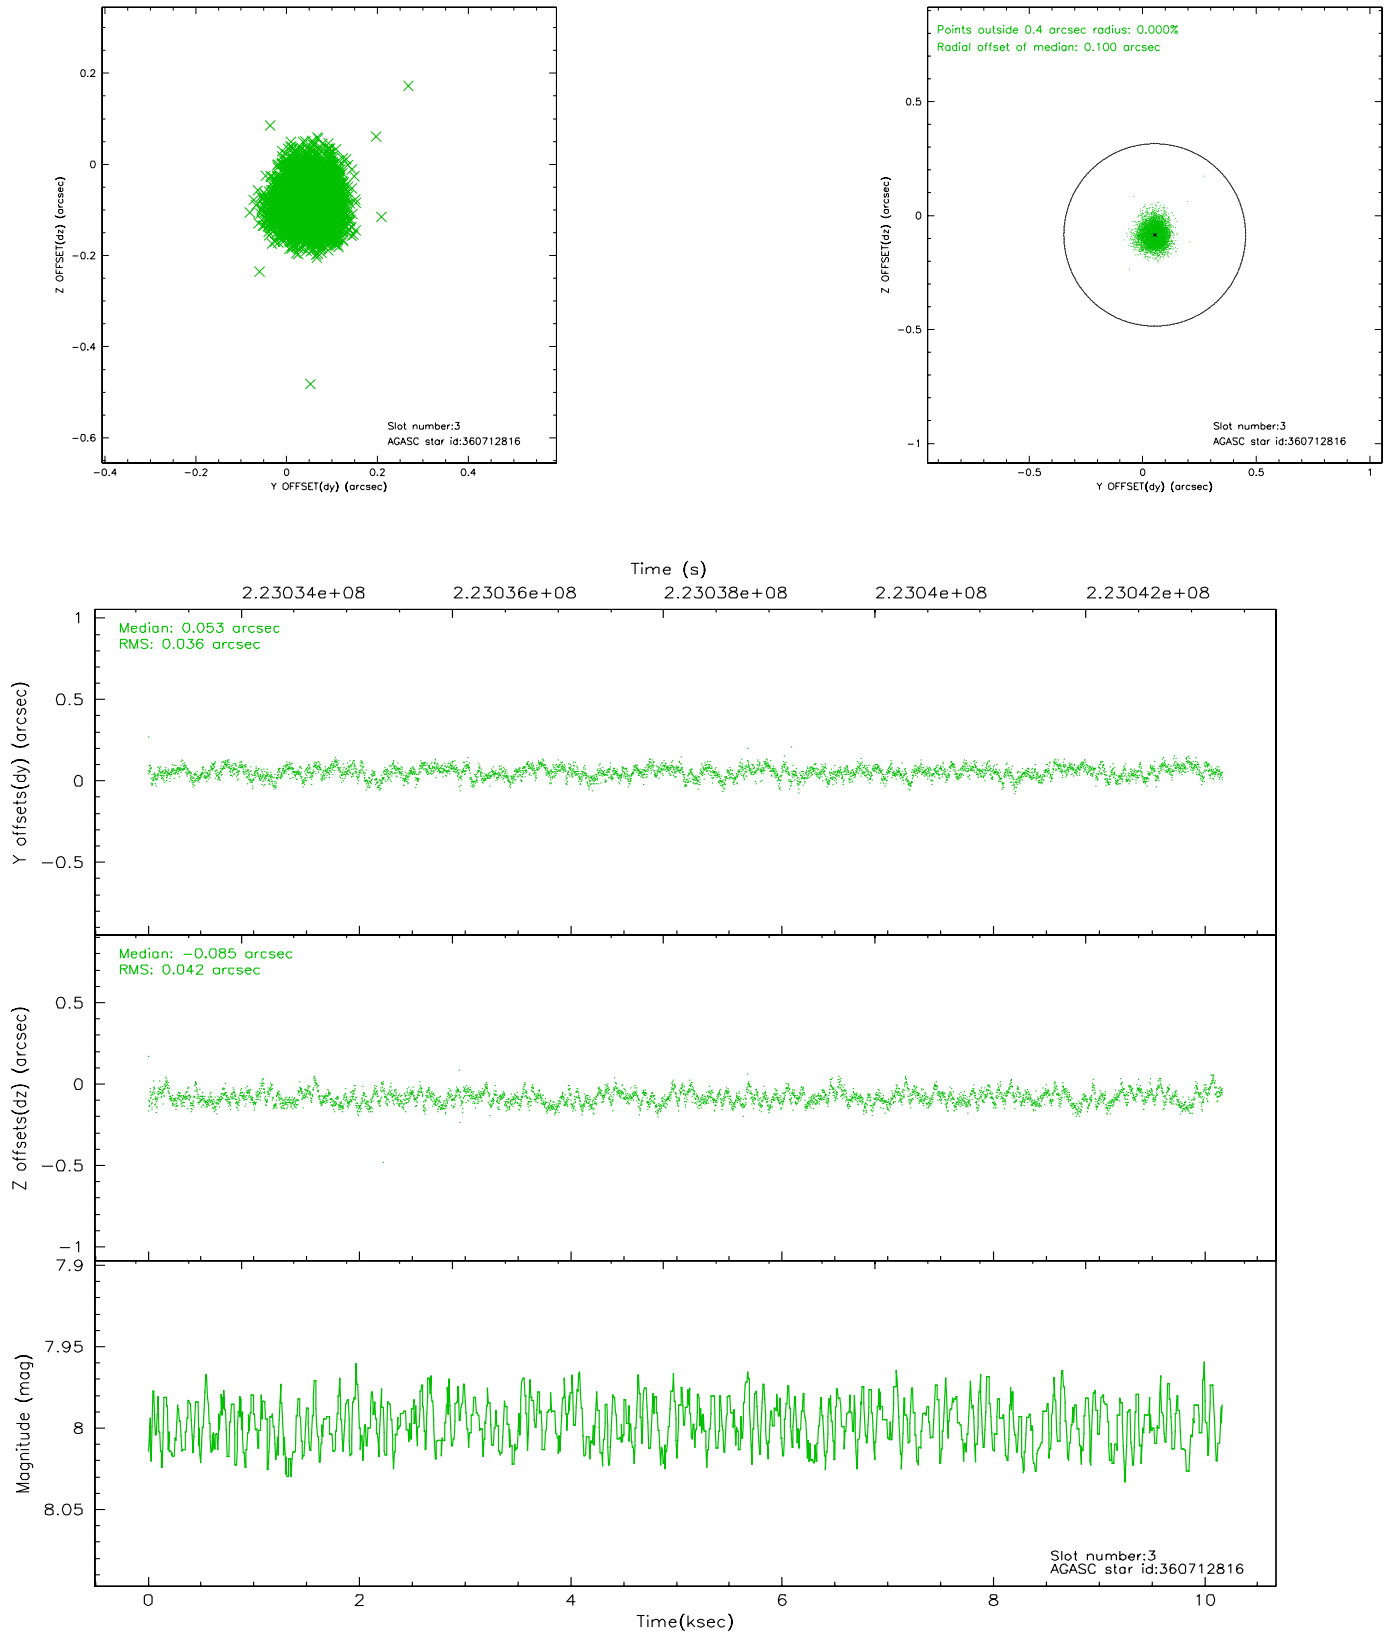 0.2
0
−0.2
−0.4
−0.6
Z OFFSET(dz) (arcsec)
Slot number:3
AGASC star id:360712816
−0.4 −0.2 0 0.2 0.4
Y OFFSET(dy) (arcsec)
Points outside 0.4 arcsec radius: 0.000%
Radial offset of median: 0.100 arcsec
0.5
0
−0.5
−1
Z OFFSET(dz) (arcsec)
Slot number:3
AGASC star id:360712816
−0.5 0 0.5 1
Y OFFSET(dy) (arcsec)
Time (s)
2.23034e+08 2.23036e+08 2.23038e+08 2.2304e+08 2.23042e+08
Median: 0.053 arcsec
RMS: 0.036 arcsec
1
0.5
0
−0.5
Y offsets(dy) (arcsec)
Median: −0.085 arcsec
RMS: 0.042 arcsec
0.5
0
−0.5
−1
Z offsets(dz) (arcsec)
7.9
7.95
8
8.05
Magnitude (mag)
Slot number:3
AGASC star id:360712816
0 2 4 6 8 10
Time(ksec)